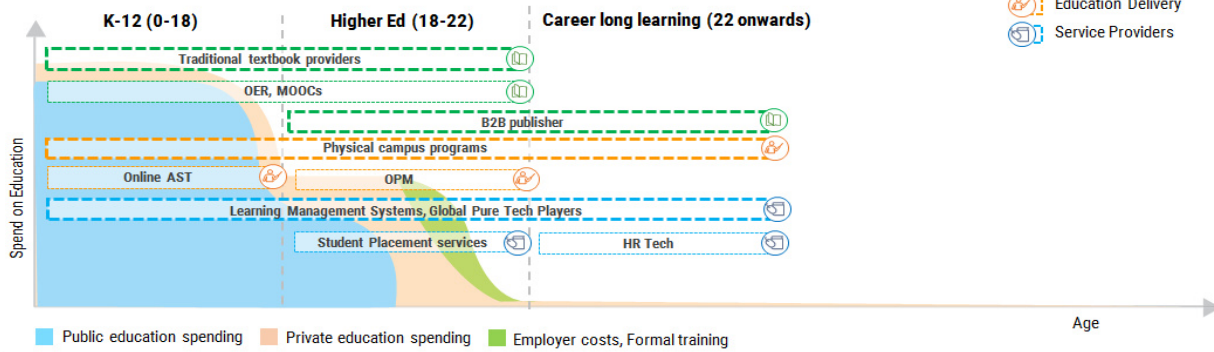 K-12 (0-18)
Higher Ed (18-22)
Career long learning (22 onwards)
Education Delivery
Service Providers
Traditional textbook providers
OER, MOOCs
B2B publisher
Physical campus programs
Online AST
OPM
Learning Management Systems, Global Pure Tech Players
Student Placement services
HR Tech
Spend on Education
Age
Public education spending
Private education spending
Employer costs, Formal training